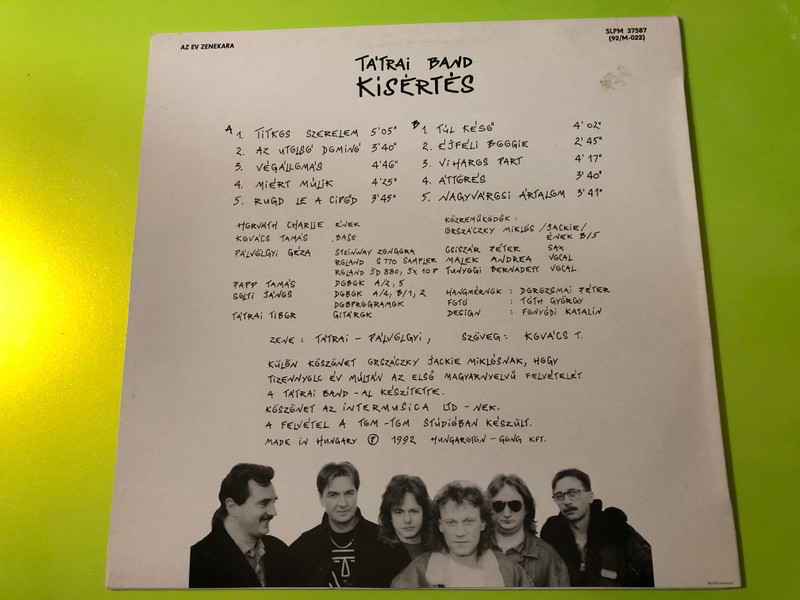 AZ ÉV ZENEKARA
SLPM 37587
(92/M-022)
TÁTRAI BAND
KISÉRTÉS
A 1. TITKOS SZERELEM 5'05"
2. AZ UTOLSÓ DOMINÓ 3'40"
3. VÉGÁLLOMÁS 4'46"
4. MIÉRT MÚLIK 4'25"
5. RUGD LE A CIPŐD 3'45"
B 1. TÚL KÉSŐ 4'02"
2. ÉJFÉLI BOOGIE 2'45"
3. VIHAROS PART 4'17"
4. ÁTTÖRÉS 3'40"
5. NAGYVÁROSI ÁRTALOM 3'41"
HORVÁTH CHARLIE ÉNEK
KOVÁCS TAMÁS BASS
PÁLVÖLGYI GÉZA STEINWAY ZONGORA
ROLAND S 770 SAMPLER
ROLAND JD 880, JX 10 P
PAPP TAMÁS DOBOK A/2, 5
SOLTI JÁNOS DOBOK A/4, B/1, 2
DOBPROGRAMOK
TÁTRAI TIBOR GITÁROK
KÖZREMŰKÖDŐK:
ORSZÁCZKY MIKLÓS /JACKIE/
ÉNEK B/5
CSISZÁR PÉTER SAX
MALEK ANDREA VOCAL
TUNYOGI BERNADETT VOCAL
HANGMÉRNÖK : DOROZSMAI PÉTER
FOTÓ : TÓTH GYÖRGY
DESIGN : FONYÓDI KATALIN
ZENE: TÁTRAI - PÁLVÖLGYI, SZÖVEG: KOVÁCS T.
KÜLÖN KÖSZÖNET ORSZÁCZKY JACKIE MIKLÓSNAK, HOGY
TIZENNYOLC ÉV MÚLTÁN AZ ELSŐ MAGYARNYELVŰ FELVÉTELÉT
A TÁTRAI BAND-AL KÉSZÍTETTE.
KÖSZÖNET AZ INTERMUSICA LTD-NEK.
A FELVÉTEL A TOM-TOM STÚDIÓBAN KÉSZÜLT.
MADE IN HUNGARY Ⓟ 1992 HUNGAROTON-GONG KFT.